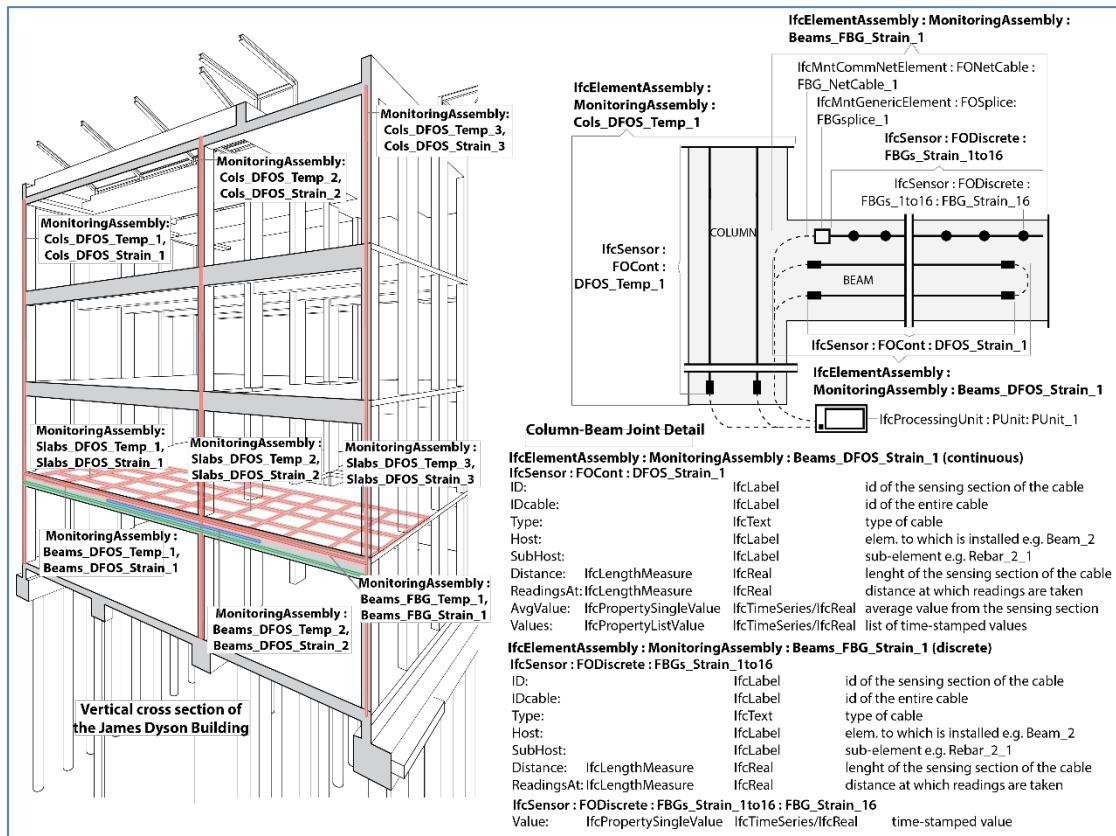 MonitoringAssembly:
Cols_DFOS_Temp_3,
Cols_DFOS_Strain_3
MonitoringAssembly:
Cols_DFOS_Temp_2,
Cols_DFOS_Strain_2
MonitoringAssembly:
Cols_DFOS_Temp_1,
Cols_DFOS_Strain_1
MonitoringAssembly:
Slabs_DFOS_Temp_1,
Slabs_DFOS_Strain_1
MonitoringAssembly:
Slabs_DFOS_Temp_2,
Slabs_DFOS_Strain_2
MonitoringAssembly:
Slabs_DFOS_Temp_3,
Slabs_DFOS_Strain_3
MonitoringAssembly :
Beams_DFOS_Temp_1,
Beams_DFOS_Strain_1
MonitoringAssembly :
Beams_FBG_Temp_1,
Beams_FBG_Strain_1
MonitoringAssembly :
Beams_DFOS_Temp_2,
Beams_DFOS_Strain_2
Vertical cross section of
the James Dyson Building
IfcElementAssembly : MonitoringAssembly :
Beams_FBG_Strain_1
IfcMntCommNetElement : FONetCable :
FBG_NetCable_1
IfcMntGenericElement : FOSplice:
FBGsplice_1
IfcElementAssembly :
MonitoringAssembly :
Cols_DFOS_Temp_1
IfcSensor : FODiscrete :
FBGs_Strain_1to16
IfcSensor : FODiscrete :
FBGs_1to16 : FBG_Strain_16
IfcSensor :
FOCont :
DFOS_Temp_1
COLUMN
BEAM
IfcSensor : FOCont : DFOS_Strain_1
IfcElementAssembly :
MonitoringAssembly : Beams_DFOS_Strain_1
IfcProcessingUnit : PUnit: PUnit_1
Column-Beam Joint Detail
IfcElementAssembly : MonitoringAssembly : Beams_DFOS_Strain_1 (continuous)
IfcSensor : FOCont : DFOS_Strain_1
ID: IfcLabel id of the sensing section of the cable
IDcable: IfcLabel id of the entire cable
Type: IfcText type of cable
Host: IfcLabel elem. to which is installed e.g. Beam_2
SubHost: IfcLabel sub-element e.g. Rebar_2_1
Distance: IfcLengthMeasure IfcReal lenght of the sensing section of the cable
ReadingsAt: IfcLengthMeasure IfcReal distance at which readings are taken
AvgValue: IfcPropertySingleValue IfcTimeSeries/IfcReal average value from the sensing section
Values: IfcPropertyListValue IfcTimeSeries/IfcReal list of time-stamped values
IfcElementAssembly : MonitoringAssembly : Beams_FBG_Strain_1 (discrete)
IfcSensor : FODiscrete : FBGs_Strain_1to16
ID: IfcLabel id of the sensing section of the cable
IDcable: IfcLabel id of the entire cable
Type: IfcText type of cable
Host: IfcLabel elem. to which is installed e.g. Beam_2
SubHost: IfcLabel sub-element e.g. Rebar_2_1
Distance: IfcLengthMeasure IfcReal lenght of the sensing section of the cable
ReadingsAt: IfcLengthMeasure IfcReal distance at which readings are taken
IfcSensor : FODiscrete : FBGs_Strain_1to16 : FBG_Strain_16
Value: IfcPropertySingleValue IfcTimeSeries/IfcReal time-stamped value